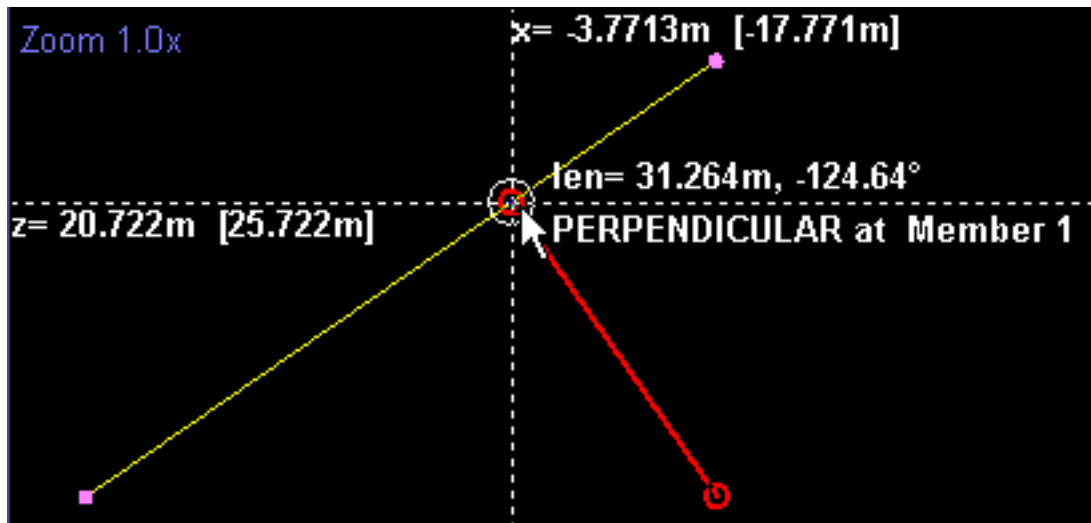 Zoom 1.0x
x= -3.7713m [-17.771m]
len= 31.264m, -124.64°
z= 20.722m [25.722m]
PERPENDICULAR at Member 1